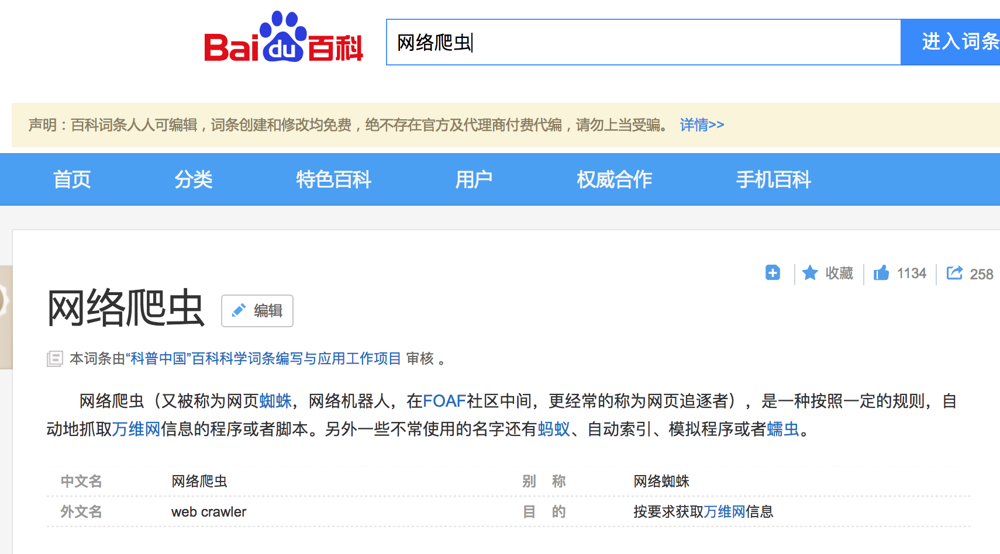 Baidu百科
网络爬虫
进入词条
声明：百科词条人人可编辑，词条创建和修改均免费，绝不存在官方及代理商付费代编，请勿上当受骗。 详情>>
首页 分类 特色百科 用户 权威合作 手机百科
收藏 1134 258
网络爬虫 编辑
本词条由“科普中国”百科科学词条编写与应用工作项目 审核 。
网络爬虫（又被称为网页蜘蛛，网络机器人，在FOAF社区中间，更经常的称为网页追逐者），是一种按照一定的规则，自
动地抓取万维网信息的程序或者脚本。另外一些不常使用的名字还有蚂蚁、自动索引、模拟程序或者蠕虫。
中文名 网络爬虫 别 称 网络蜘蛛
外文名 web crawler 目 的 按要求获取万维网信息